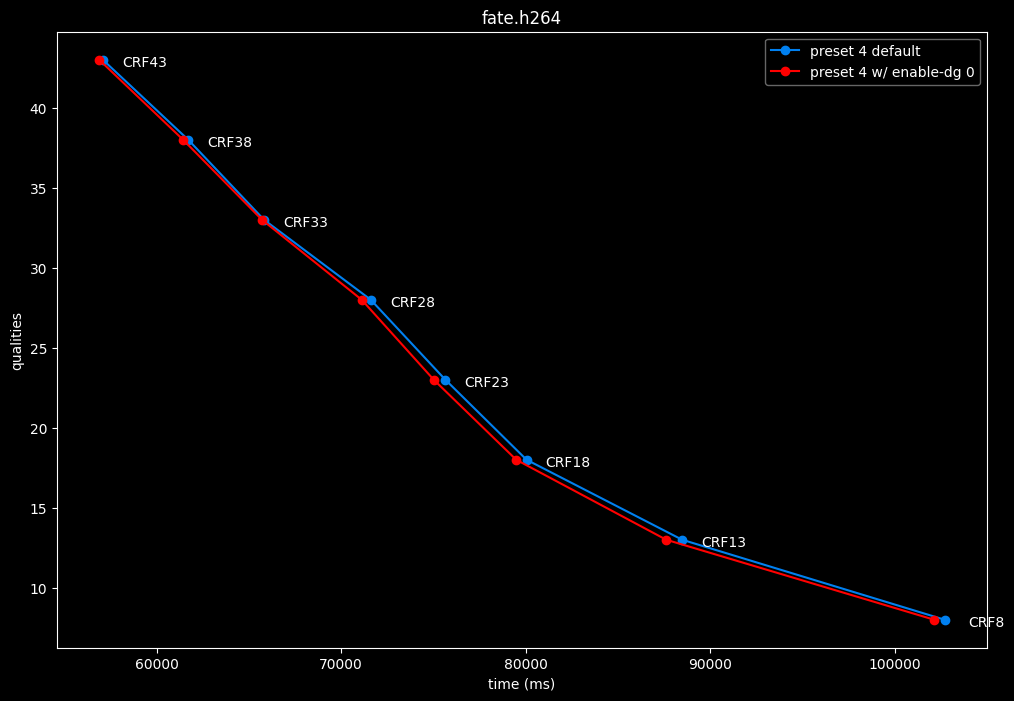 fate.h264
preset 4 default
preset 4 w/ enable-dg 0
CRF43
CRF38
CRF33
CRF28
CRF23
CRF18
CRF13
CRF8
qualities
40
35
30
25
20
15
10
60000
70000
80000
90000
100000
time (ms)